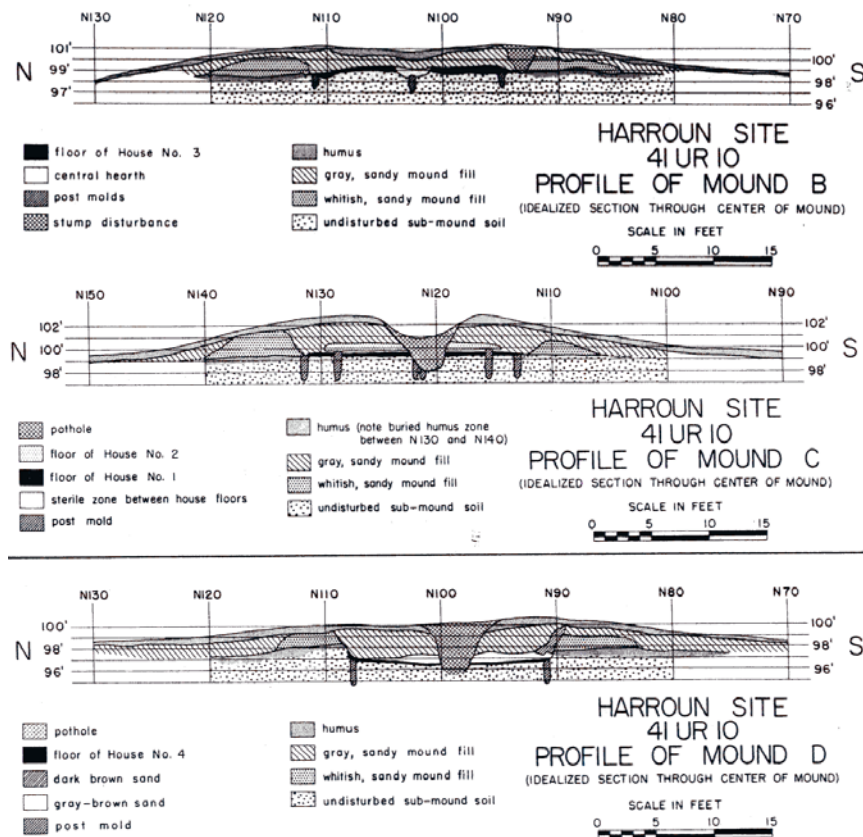 N130 N120 N110 N100 N90 N80 N70
101'
99'
97'
100'
98'
96'
N
S
floor of House No. 3
central hearth
post molds
stump disturbance
humus
gray, sandy mound fill
whitish, sandy mound fill
undisturbed sub-mound soil
HARROUN SITE
41 UR 10
PROFILE OF MOUND B
(IDEALIZED SECTION THROUGH CENTER OF MOUND)
SCALE IN FEET
0 5 10 15
N150 N140 N130 N120 N110 N100 N90
102'
100'
98'
102'
100'
98'
N
S
pothole
floor of House No. 2
floor of House No. 1
sterile zone between house floors
post mold
humus (note buried humus zone
between N130 and N140)
gray, sandy mound fill
whitish, sandy mound fill
undisturbed sub-mound soil
HARROUN SITE
41 UR 10
PROFILE OF MOUND C
(IDEALIZED SECTION THROUGH CENTER OF MOUND)
SCALE IN FEET
0 5 10 15
N130 N120 N110 N100 N90 N80 N70
100'
98'
96'
100'
98'
96'
N
S
pothole
floor of House No. 4
dark brown sand
gray-brown sand
post mold
humus
gray, sandy mound fill
whitish, sandy mound fill
undisturbed sub-mound soil
HARROUN SITE
41 UR 10
PROFILE OF MOUND D
(IDEALIZED SECTION THROUGH CENTER OF MOUND)
SCALE IN FEET
0 5 10 15